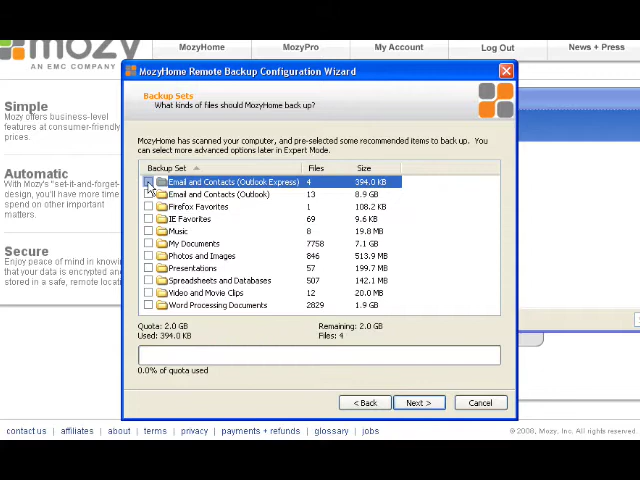 mozy
AN EMC COMPANY
MozyHome
MozyPro
My Account
Log Out
News + Press
Simple
Mozy offers business-level
features at consumer-friendly
prices.
Automatic
With Mozy's "set-it-and-forget-
design, you'll have more time
spend on other important
matters.
Secure
Enjoy peace of mind in knowin
that your data is encrypted and
stored in a safe, remote locati
MozyHome Remote Backup Configuration Wizard
Backup Sets
What kinds of files should MozyHome back up?
MozyHome has scanned your computer, and pre-selected some recommended items to back up. You
can select more advanced options later in Expert Mode.
Backup Set Files Size
Email and Contacts (Outlook Express) 4 394.0 KB
Email and Contacts (Outlook) 13 8.9 GB
Firefox Favorites 1 108.2 KB
IE Favorites 69 9.6 KB
Music 8 19.8 MB
My Documents 7758 7.1 GB
Photos and Images 846 513.9 MB
Presentations 57 199.7 MB
Spreadsheets and Databases 507 142.1 MB
Video and Movie Clips 12 20.0 MB
Word Processing Documents 2829 1.9 GB
Quota: 2.0 GB Remaining: 2.0 GB
Used: 394.0 KB Files: 4
0.0% of quota used
< Back
Next >
Cancel
contact us | affiliates | about | terms | privacy | payments + refunds | glossary | jobs
© 2008, Mozy, Inc. All rights reserved.